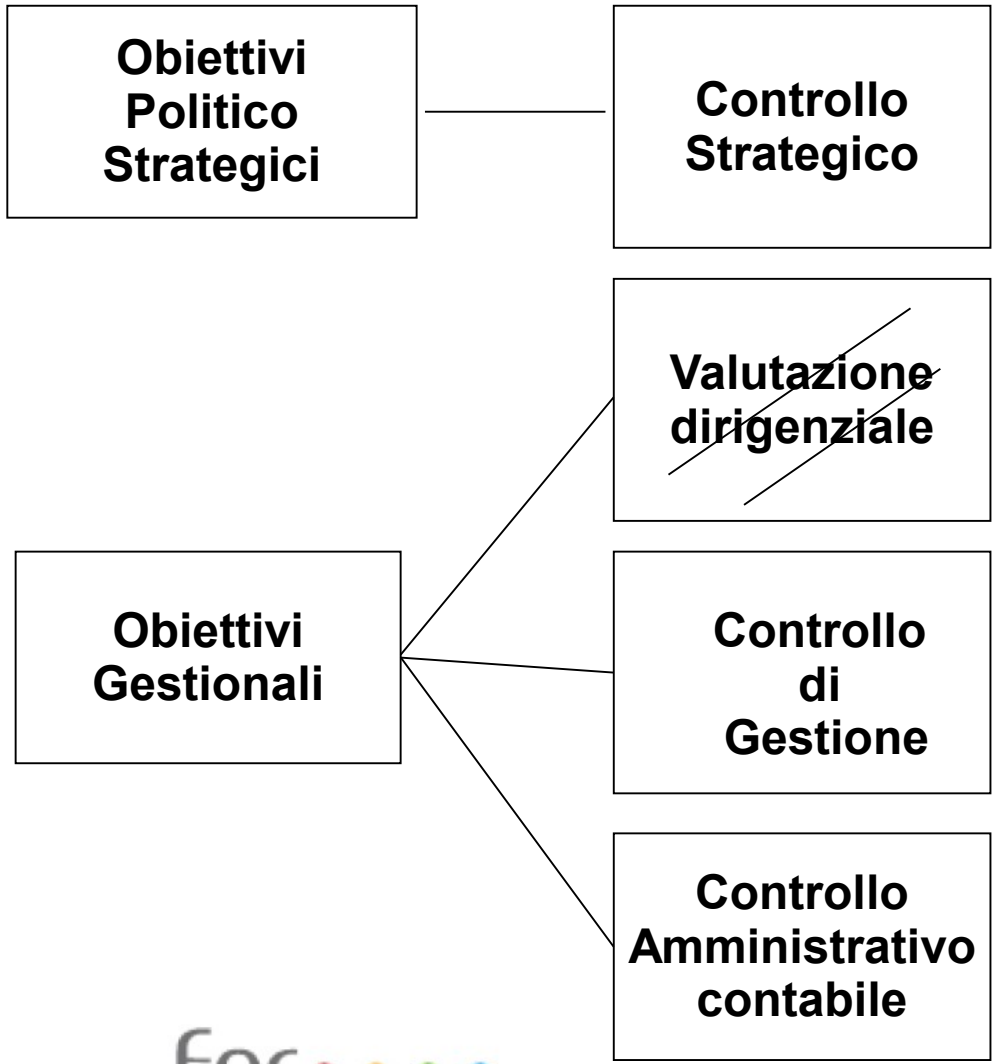 Obiettivi
Politico
Strategici
Controllo
Strategico
Valutazione
dirigenziale
Obiettivi
Gestionali
Controllo
di
Gestione
Controllo
Amministrativo
contabile